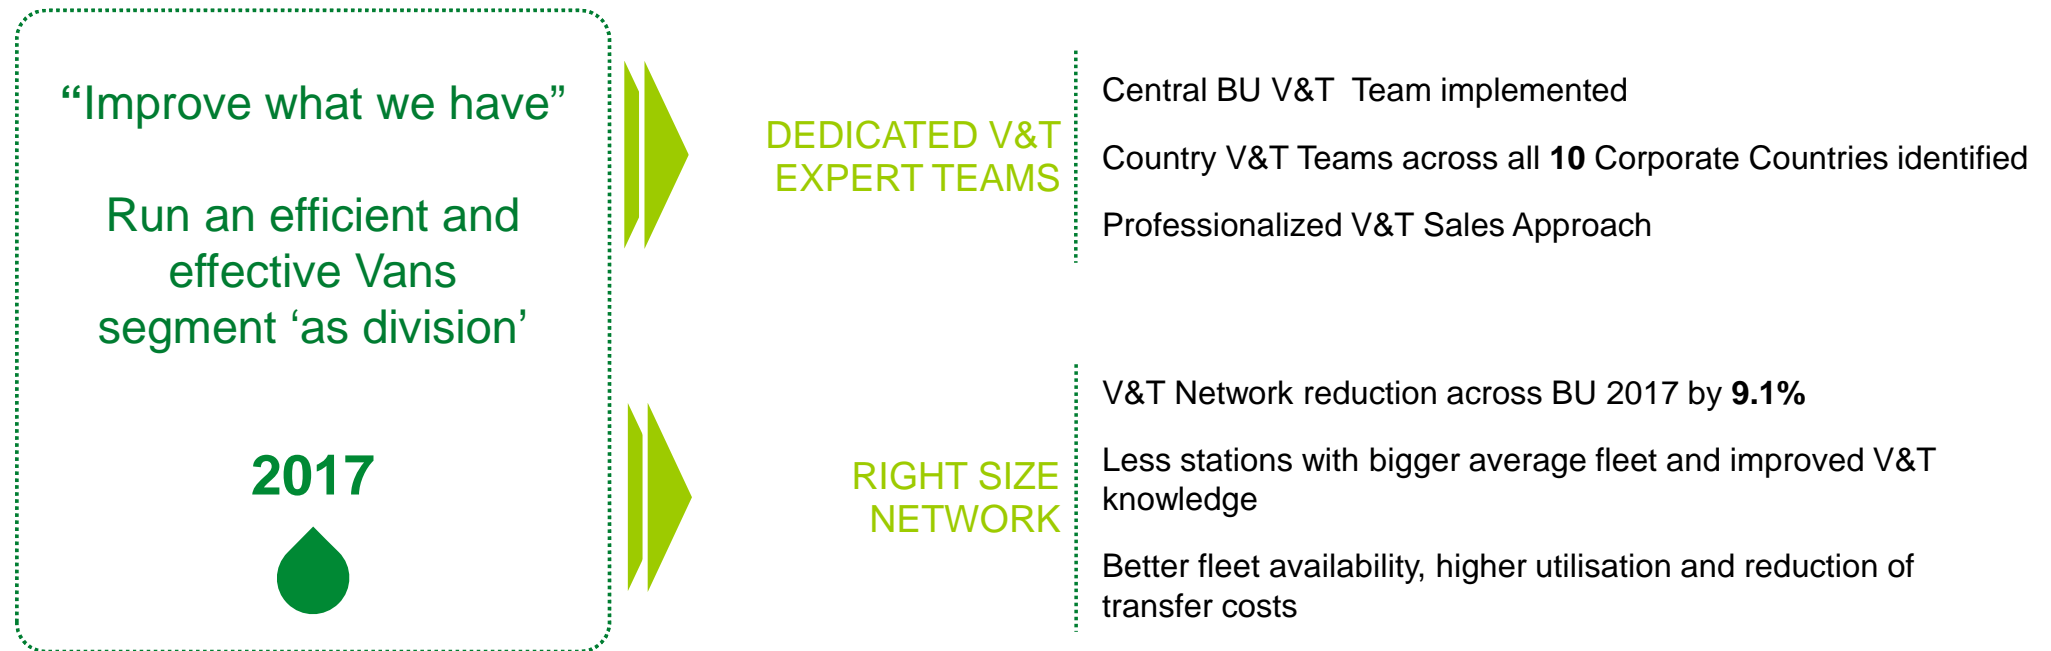 “Improve what we have”
Run an efficient and
effective Vans
segment ‘as division’
2017
DEDICATED V&T
EXPERT TEAMS
Central BU V&T Team implemented
Country V&T Teams across all 10 Corporate Countries identified
Professionalized V&T Sales Approach
RIGHT SIZE
NETWORK
V&T Network reduction across BU 2017 by 9.1%
Less stations with bigger average fleet and improved V&T
knowledge
Better fleet availability, higher utilisation and reduction of
transfer costs